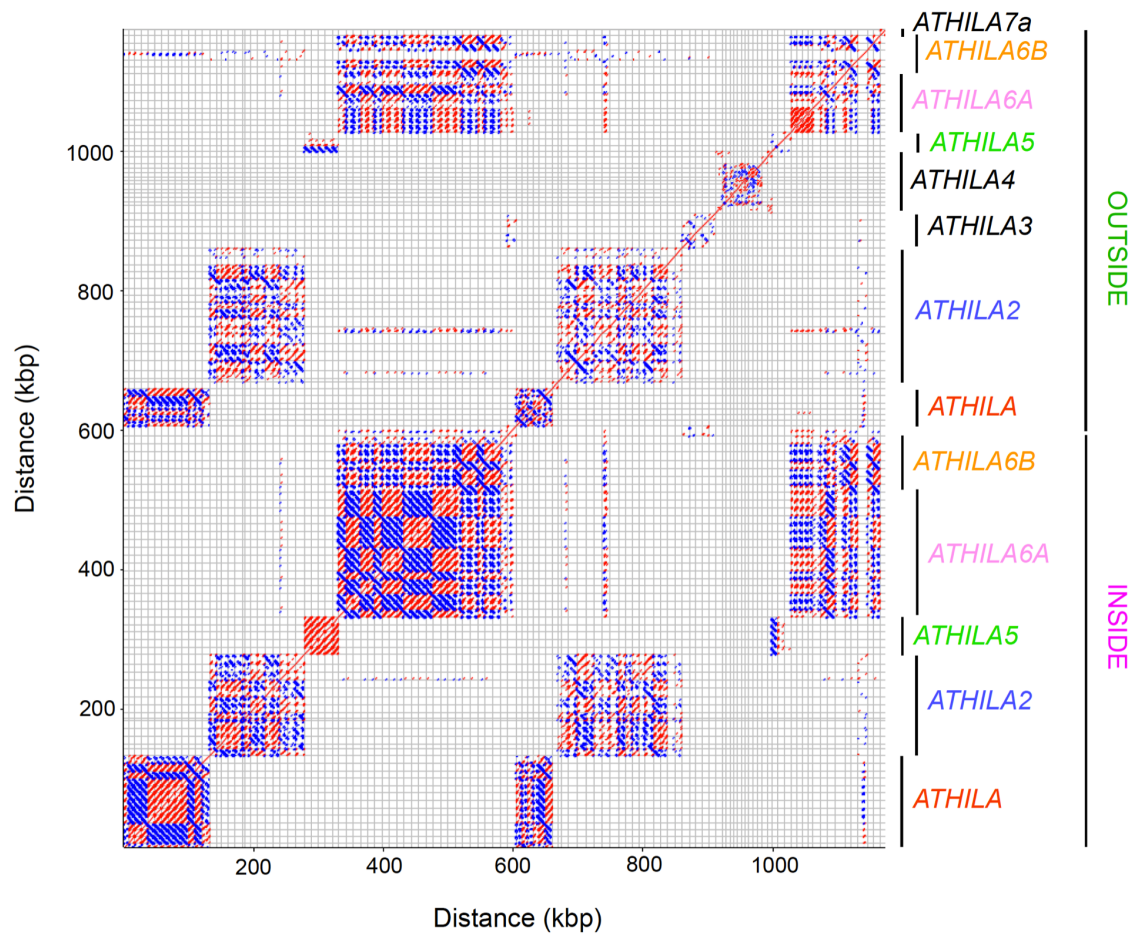 ATHILA7a
ATHILA6B
ATHILA6A
ATHILA5
ATHILA4
ATHILA3
ATHILA2
ATHILA
OUTSIDE
ATHILA6B
ATHILA6A
ATHILA5
ATHILA2
ATHILA
INSIDE
Distance (kbp)
1000
800
600
400
200
200
400
600
800
1000
Distance (kbp)